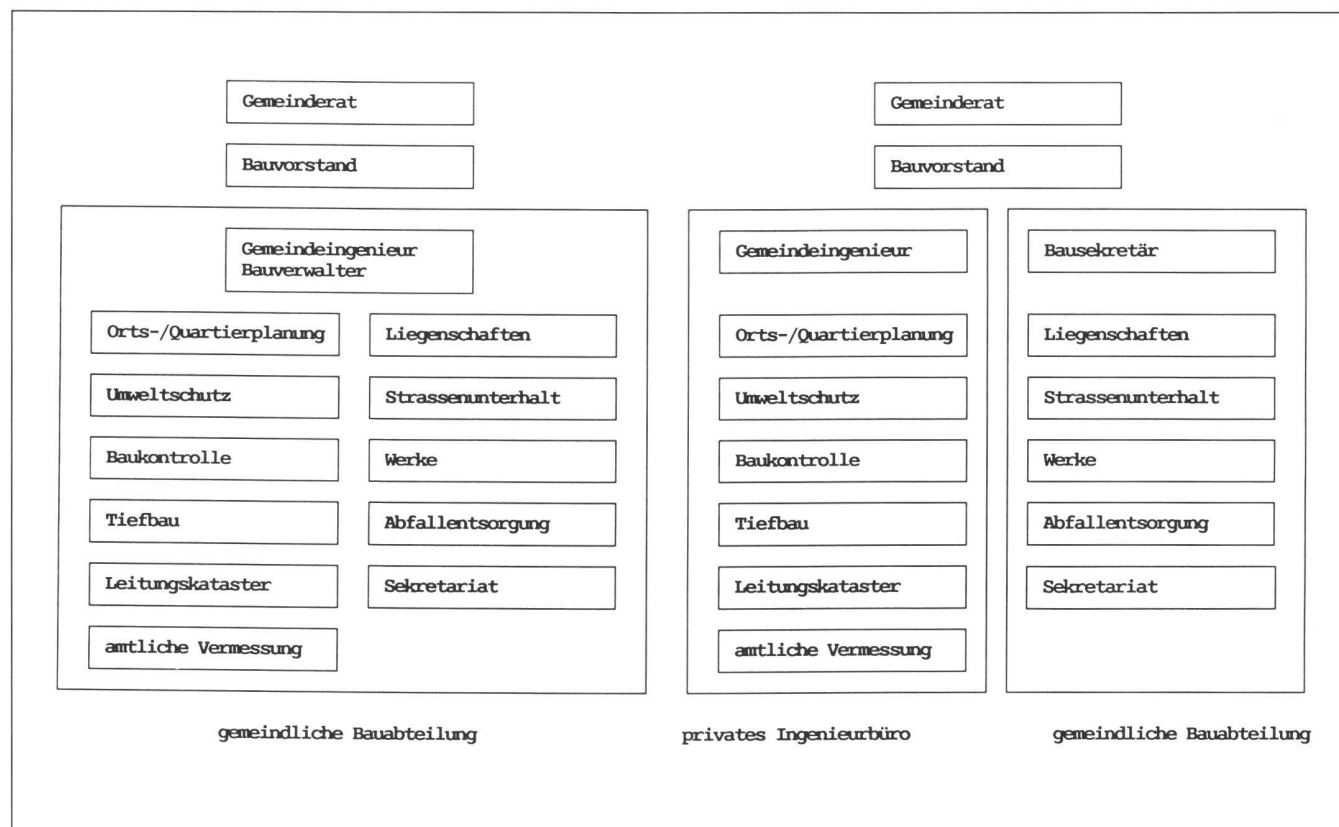 Gemeinderat
Bauvorstand
Gemeindeingenieur
Bauverwalter
Orts-/Quartierplanung
Umweltschutz
Baukontrolle
Tiefbau
Leitungskataster
amtliche Vermessung
Liegenschaften
Strassenunterhalt
Werke
Abfallentsorgung
Sekretariat
gemeindliche Bauabteilung
Gemeinderat
Bauvorstand
Gemeindeingenieur
Orts-/Quartierplanung
Umweltschutz
Baukontrolle
Tiefbau
Leitungskataster
amtliche Vermessung
privates Ingenieurbüro
Bausekretär
Liegenschaften
Strassenunterhalt
Werke
Abfallentsorgung
Sekretariat
gemeindliche Bauabteilung